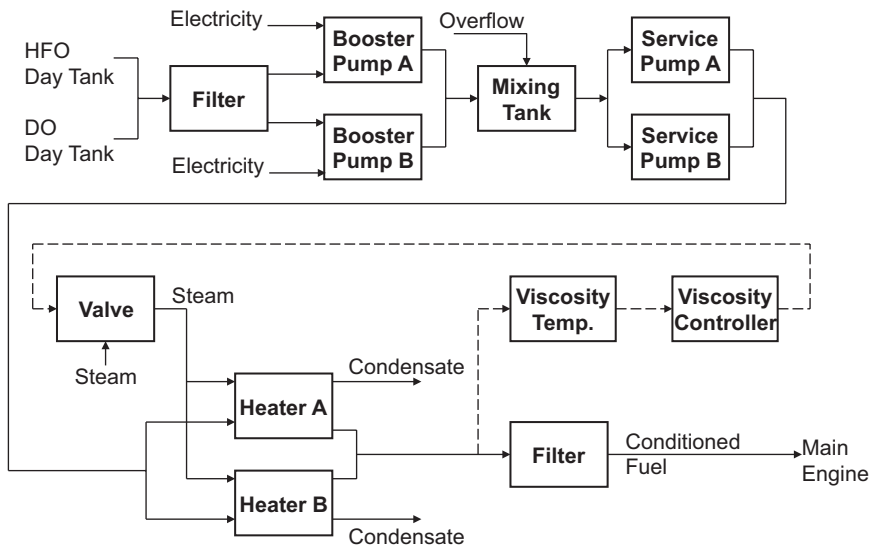 Electricity
Booster
Pump A
Overflow
Service
Pump A
HFO
Day Tank
Filter
Mixing
Tank
DO
Day Tank
Booster
Pump B
Service
Pump B
Electricity
Valve
Steam
Steam
Viscosity
Temp.
Viscosity
Controller
Condensate
Heater A
Filter
Conditioned
Fuel
Main
Engine
Heater B
Condensate